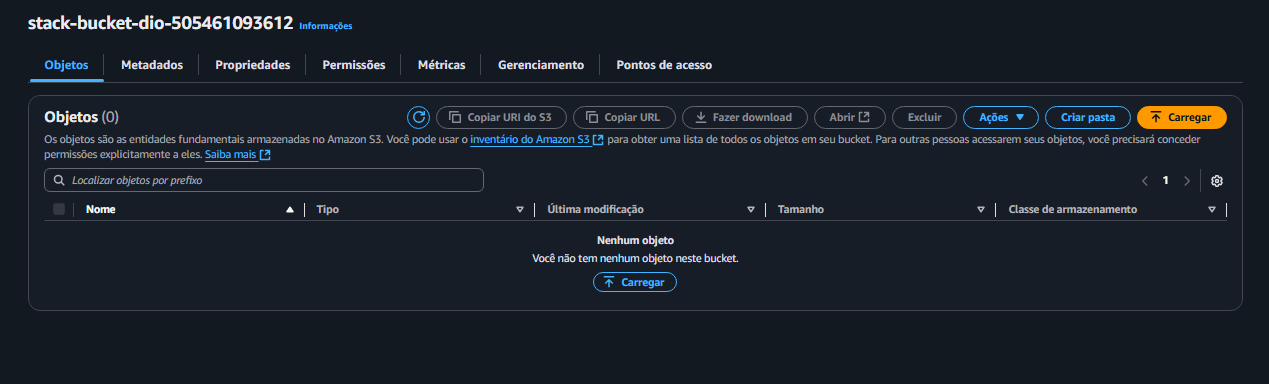 stack-bucket-dio-505461093612 Informações
Objetos Metadados Propriedades Permissões Métricas Gerenciamento Pontos de acesso
Objetos (0) Copiar URI do S3 Copiar URL Fazer download Abrir Excluir Ações Criar pasta Carregar
Os objetos são as entidades fundamentais armazenadas no Amazon S3. Você pode usar o inventário do Amazon S3 para obter uma lista de todos os objetos em seu bucket. Para outras pessoas acessarem seus objetos, você precisará conceder
permissões explicitamente a eles. Saiba mais
Localizar objetos por prefixo 1
Nome Tipo Última modificação Tamanho Classe de armazenamento
Nenhum objeto
Você não tem nenhum objeto neste bucket.
Carregar